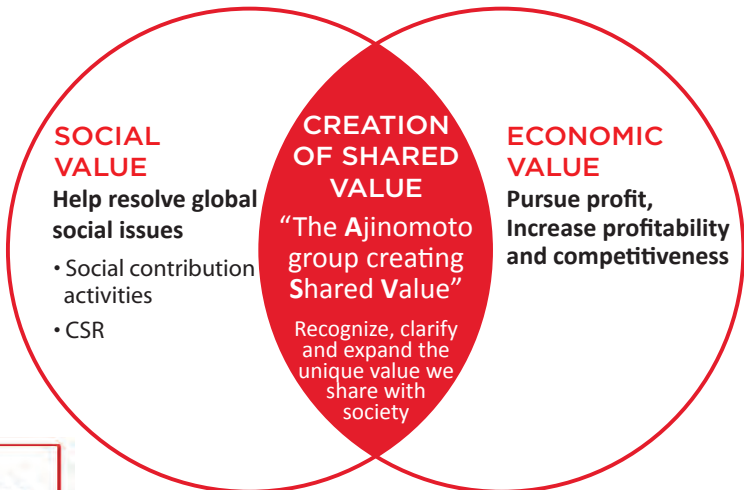 SOCIAL
VALUE
Help resolve global
social issues
• Social contribution
activities
• CSR
CREATION
OF SHARED
VALUE
“The Ajinomoto
group creating
Shared Value”
Recognize, clarify
and expand the
unique value we
share with
society
ECONOMIC
VALUE
Pursue profit,
Increase profitability
and competitiveness